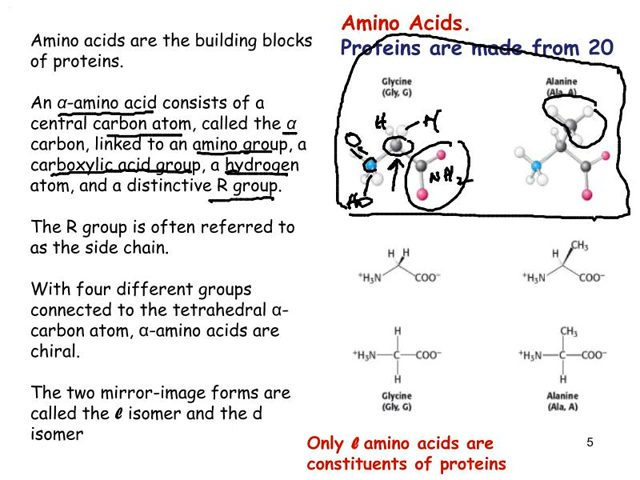 Amino Acids.
Proteins are made from 20
Amino acids are the building blocks
of proteins.
An α-amino acid consists of a
central carbon atom, called the α
carbon, linked to an amino group, a
carboxylic acid group, a hydrogen
atom, and a distinctive R group.
The R group is often referred to
as the side chain.
With four different groups
connected to the tetrahedral α-
carbon atom, α-amino acids are
chiral.
The two mirror-image forms are
called the l isomer and the d
isomer
Glycine
(Gly, G)
Alanine
(Ala, A)
H
H
O
HO
NH2
H H
+H3N COO-
H CH3
+H3N COO-
H
+H3N—C—COO-
H
Glycine
(Gly, G)
CH3
+H3N—C—COO-
H
Alanine
(Ala, A)
Only l amino acids are
constituents of proteins
5